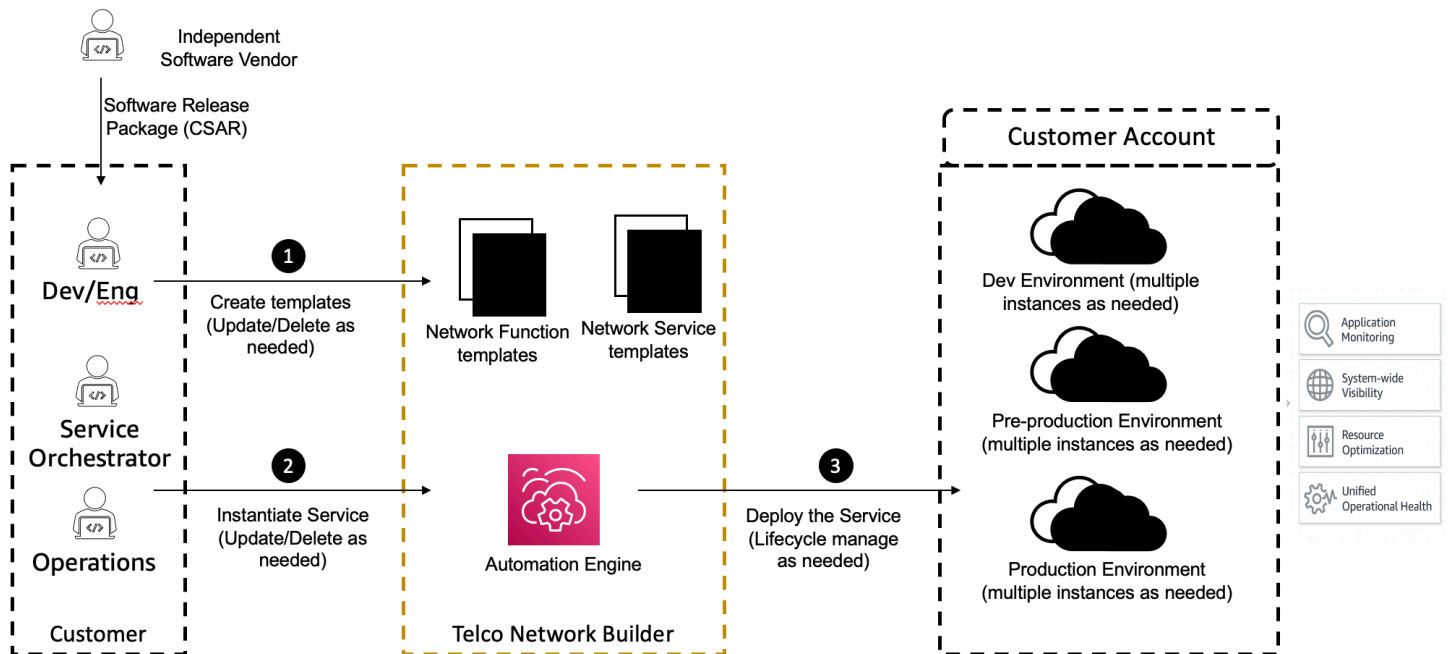 Independent
Software Vendor
Software Release
Package (CSAR)
Customer Account
Dev/Eng
1
Create templates
(Update/Delete as
needed)
Network Function
templates
Network Service
templates
Dev Environment (multiple
instances as needed)
Service
Orchestrator
Pre-production Environment
(multiple instances as needed)
2
Instantiate Service
(Update/Delete as
needed)
Operations
Automation Engine
3
Deploy the Service
(Lifecycle manage
as needed)
Production Environment
(multiple instances as needed)
Customer
Telco Network Builder
Application
Monitoring
System-wide
Visibility
Resource
Optimization
Unified
Operational Health